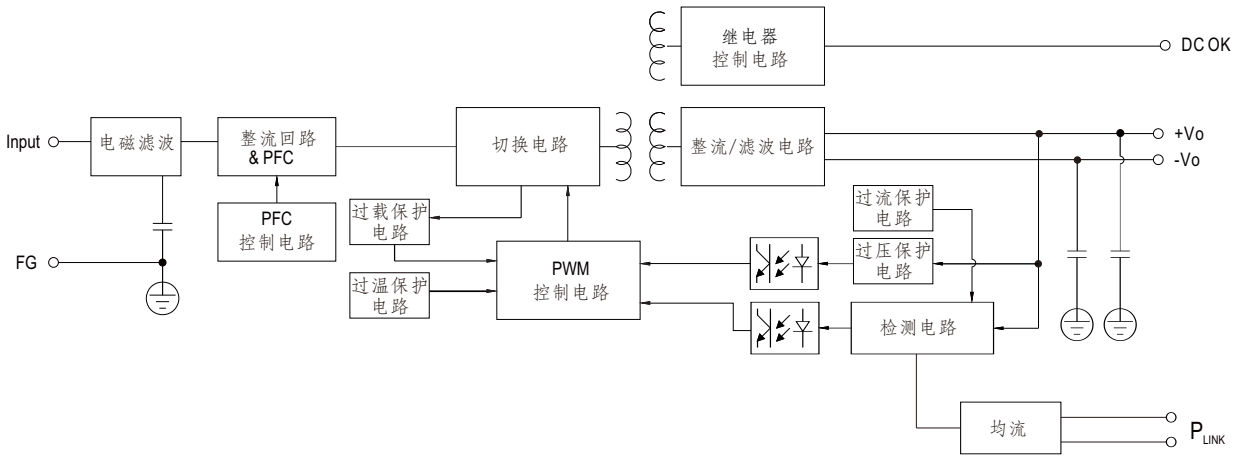 继电器
控制电路
DC OK
Input
电磁滤波
整流回路
& PFC
切换电路
整流/滤波电路
+Vo
-Vo
PFC
控制电路
过载保护
电路
过流保护
电路
FG
PWM
控制电路
过压保护
电路
过温保护
电路
检测电路
均流
PLINK